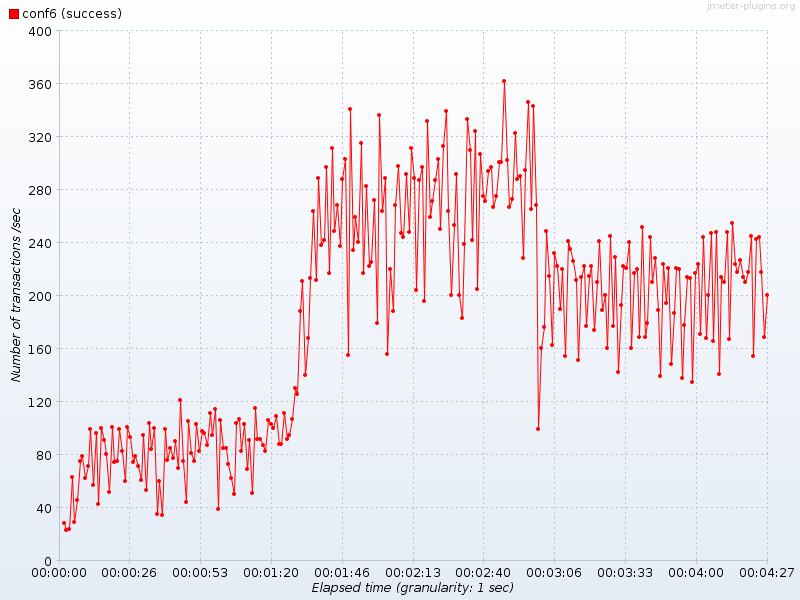 jmeter-plugins.org
conf6 (success)
400
360
320
280
240
200
160
120
80
40
0
Number of transactions /sec
00:00:00 00:00:26 00:00:53 00:01:20 00:01:46 00:02:13 00:02:40 00:03:06 00:03:33 00:04:00 00:04:27
Elapsed time (granularity: 1 sec)